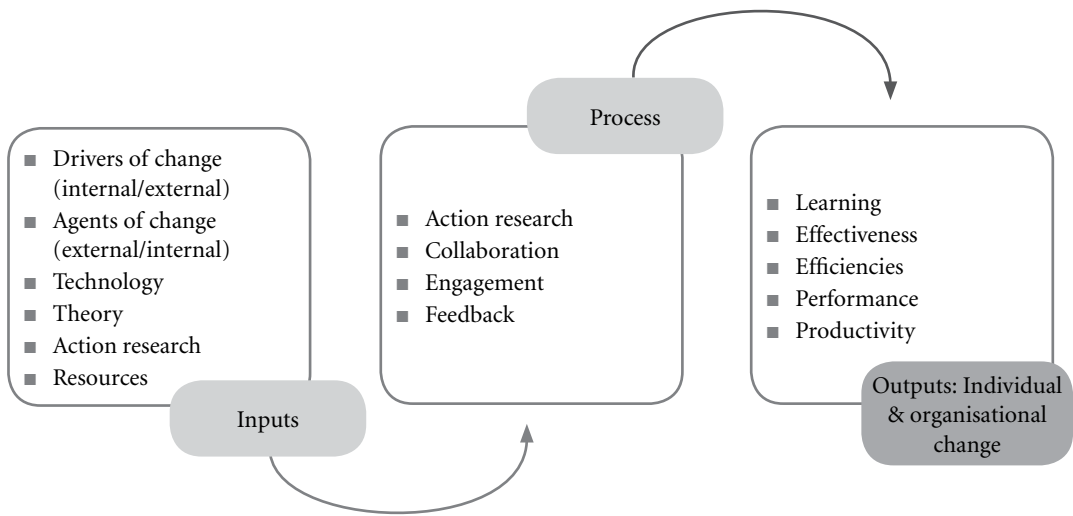 Drivers of change
(internal/external)
Agents of change
(external/internal)
Technology
Theory
Action research
Resources
Inputs
Process
Action research
Collaboration
Engagement
Feedback
Learning
Effectiveness
Efficiencies
Performance
Productivity
Outputs: Individual
& organisational
change